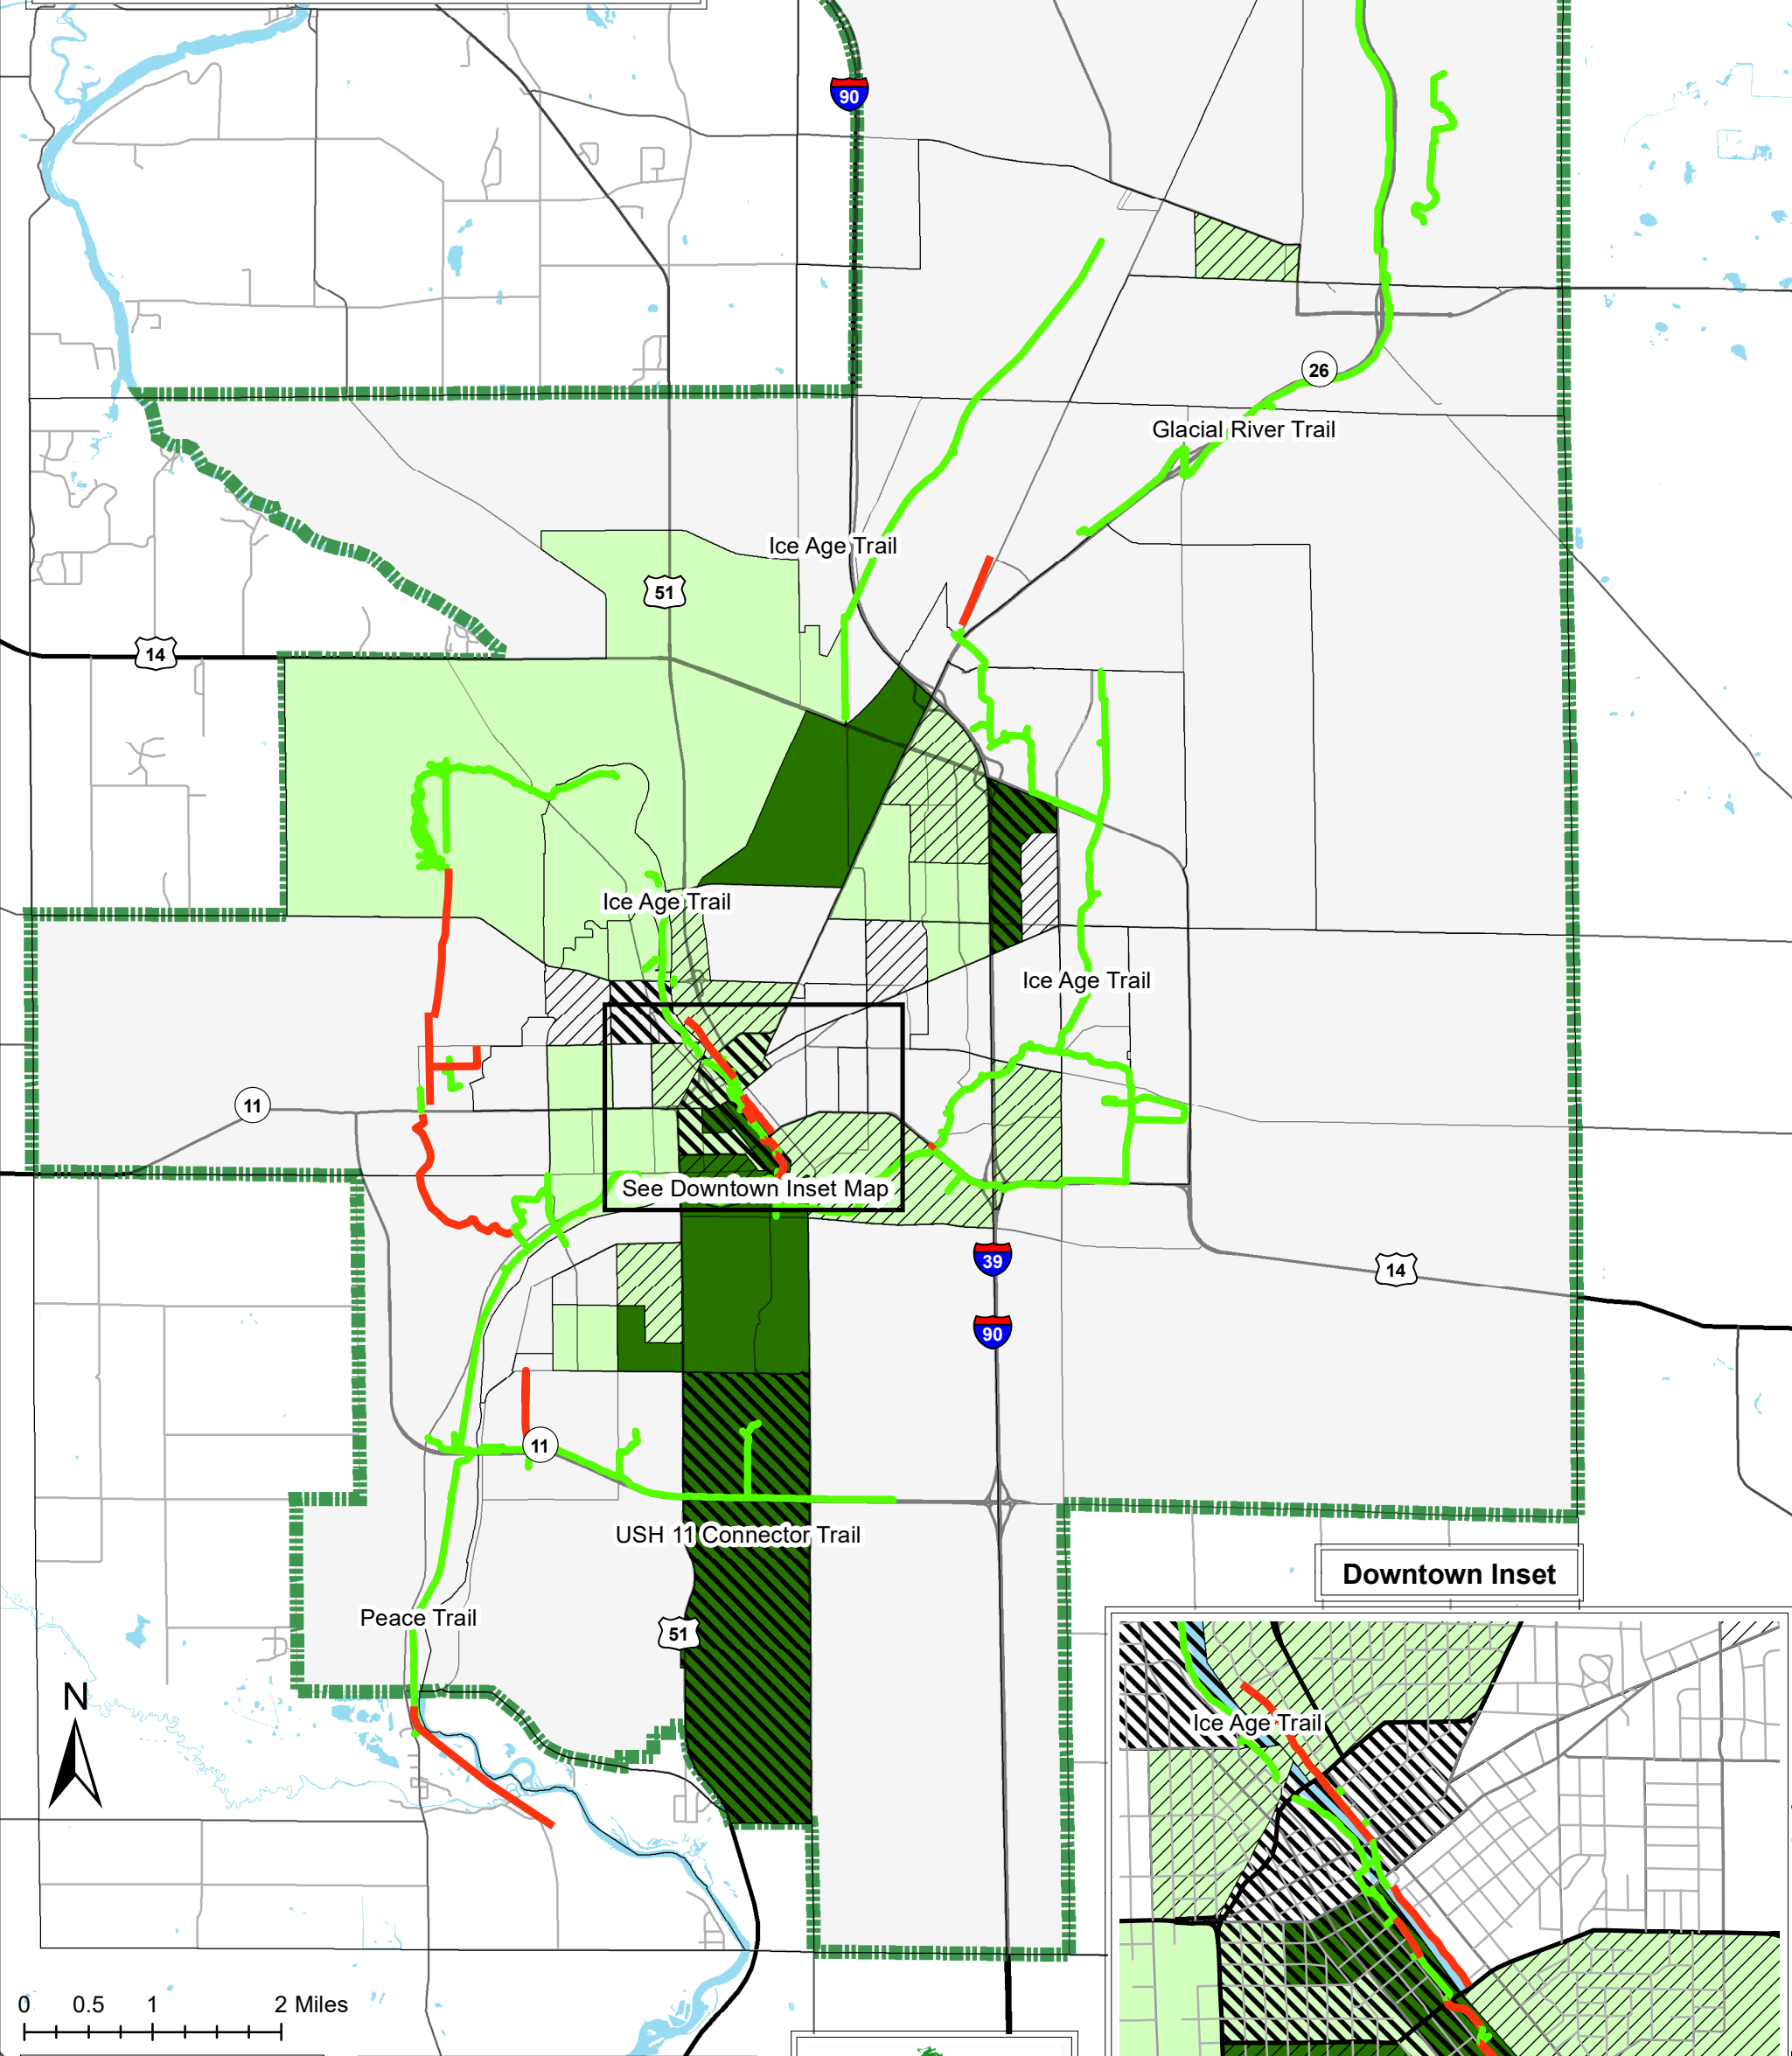 90
26
Glacial River Trail
Ice Age Trail
51
14
Ice Age Trail
Ice Age Trail
11
See Downtown Inset Map
39
14
90
11
USH 11 Connector Trail
Downtown Inset
Peace Trail
51
N
Ice Age Trail
0 0.5 1 2 Miles